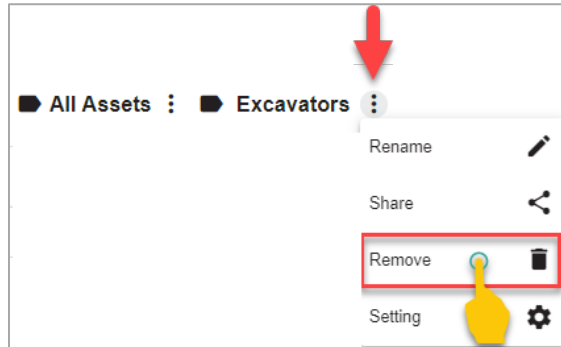 All Assets Excavators
Rename
Share
Remove
Setting